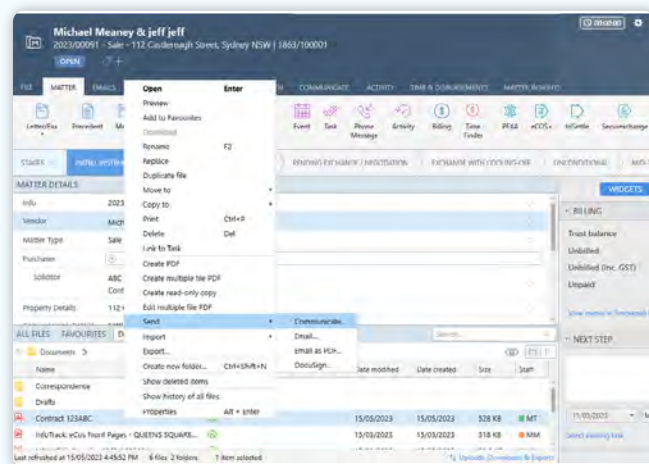 Michael Meaney & jeff jeff
2023/00091 - Sale - 112 Castlereagh Street, Sydney NSW | 1863/100001
OPEN
00:00:00
FILE MATTER EMAILS COMMUNICATE ACTIVITY TIME & DISBURSEMENTS MATTER INSIGHTS
Letter/Fax Precedent Event Task Phone Message Activity Billing Time Finder PEXA eCOS+ InSettle Securexchange
STAGES PENDING EXCHANGE / NEGOTIATION EXCHANGE WITH COOLING-OFF UNCONDITIONAL
MATTER DETAILS
Info 2023
Vendor Mich
Matter Type Sale
Purchaser
Solicitor ABC
Property Details
Open Enter
Preview
Add to Favourites
Download
Rename F2
Replace
Duplicate file
Move to
Copy to
Print Ctrl+P
Delete Del
Link to Task
Create PDF
Create multiple file PDF
Create read-only copy
Edit multiple file PDF
Send
Import
Export...
Create new folder... Ctrl+Shift+N
Show deleted items
Show history of all files
Properties Alt + enter
Communicate...
Email...
Email as PDF...
DocuSign...
WIDGETS
BILLING
Trust balance
Unbilled
Unbilled (inc. GST)
Unpaid
NEXT STEP
15/05/2023
ALL FILES FAVOURITES
Search...
Documents
Name Date modified Date created Size Staff
Correspondence
Drafts
Contract 123ABC 15/05/2023 15/05/2023 528 KB MT
InfoTrack: eCos Front Pages - QUEENS SQUARE... 15/05/2023 15/05/2023 318 KB MM
Last refreshed at 15/05/2023 4:45:52 PM 6 files 2 folders 1 item selected Uploads, Downloads & Exports